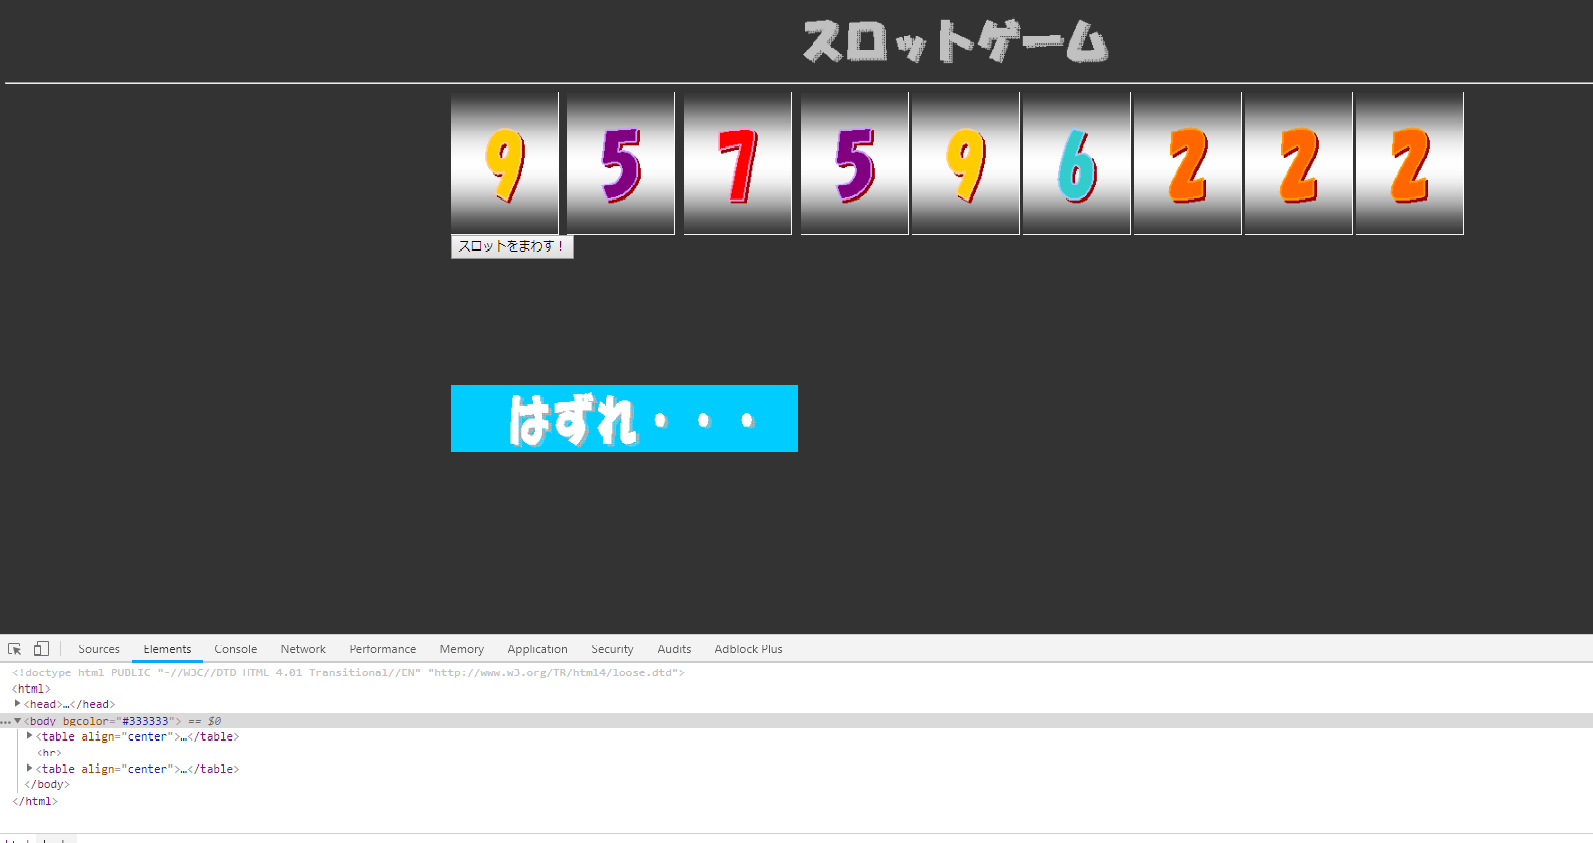 スロットゲーム
9 5 7 5 9 6 2 2 2
スロットをまわす！
はずれ・・・
Sources Elements Console Network Performance Memory Application Security Audits Adblock Plus
<!doctype html PUBLIC "-//W3C//DTD HTML 4.01 Transitional//EN" "http://www.w3.org/TR/html4/loose.dtd">
<html>
<head>…</head>
<body bgcolor="#333333"> == $0
<table align="center">…</table>
<hr>
<table align="center">…</table>
</body>
</html>